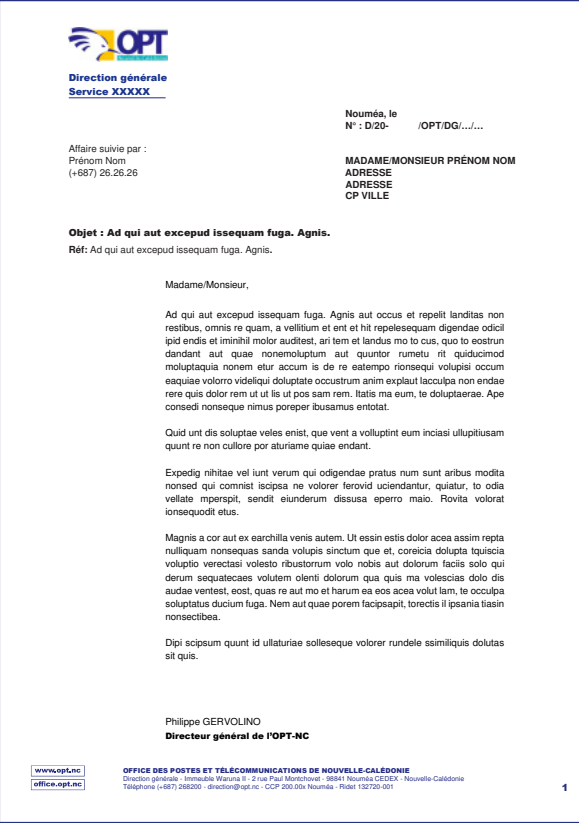 OPT
Direction générale
Service XXXXX
Nouméa, le
N° : D/20- /OPT/DG/.../...
Affaire suivie par :
Prénom Nom
(+687) 26.26.26
MADAME/MONSIEUR PRÉNOM NOM
ADRESSE
ADRESSE
CP VILLE
Objet : Ad qui aut excepud issequam fuga. Agnis.
Réf: Ad qui aut excepud issequam fuga. Agnis.
Madame/Monsieur,
Ad qui aut excepud issequam fuga. Agnis aut occus et repelit landitas non
restibus, omnis re quam, a vellitium et ent et hit repelesequam digendae odicil
ipid endis et iminihil molor auditest, ari tem et landus mo to cus, quo to eostrun
dandant aut quae nonemoluptum aut quuntor rumetu rit quiducimod
moluptaquia nonem etur accum is de re eatempo rionsequi volupisi occum
eaquiae volorro videliqui doluptate occustrum anim explaut lacculpa non endae
rere quis dolor rem ut ut lis ut pos sam rem. Itatis ma eum, te doluptaerae. Ape
consedi nonseque nimus poreper ibusamus entotat.
Quid unt dis soluptae veles enist, que vent a volluptint eum inciasi ullupitiusam
quunt re non cullore por aturiame quiae endant.
Expedig nihitae vel iunt verum qui odigendae pratus num sunt aribus modita
nonsed qui comnist iscipsa ne volorer ferovid uciendantur, quiatur, to odia
vellate mperspit, sendit eiunderum dissusa eperro maio. Rovita volorat
ionsequodit etus.
Magnis a cor aut ex earchilla venis autem. Ut essin estis dolor acea assim repta
nulliquam nonsequas sanda volupis sinctum que et, coreicia dolupta tquiscia
voluptio verectasi volesto ribustorrum volo nobis aut dolorum faciis solo qui
derum sequatecaes volutem olenti dolorum qua quis ma volescias dolo dis
audae ventest, eost, quas re aut mo et harum ea eos acea volut lam, te occulpa
soluptatus ducium fuga. Nem aut quae porem facipsapit, torectis il ipsania tiasin
nonsectibea.
Dipi scipsum quunt id ullaturiae solleseque volorer rundele ssimiliquis dolutas
sit quis.
Philippe GERVOLINO
Directeur général de l'OPT-NC
www.opt.nc
office.opt.nc
OFFICE DES POSTES ET TÉLÉCOMMUNICATIONS DE NOUVELLE-CALÉDONIE
Direction générale - Immeuble Waruna II - 2 rue Paul Montchovet - 98841 Nouméa CEDEX - Nouvelle-Calédonie
Téléphone (+687) 268200 - direction@opt.nc - CCP 200.00x Nouméa - Ridet 132720-001
1